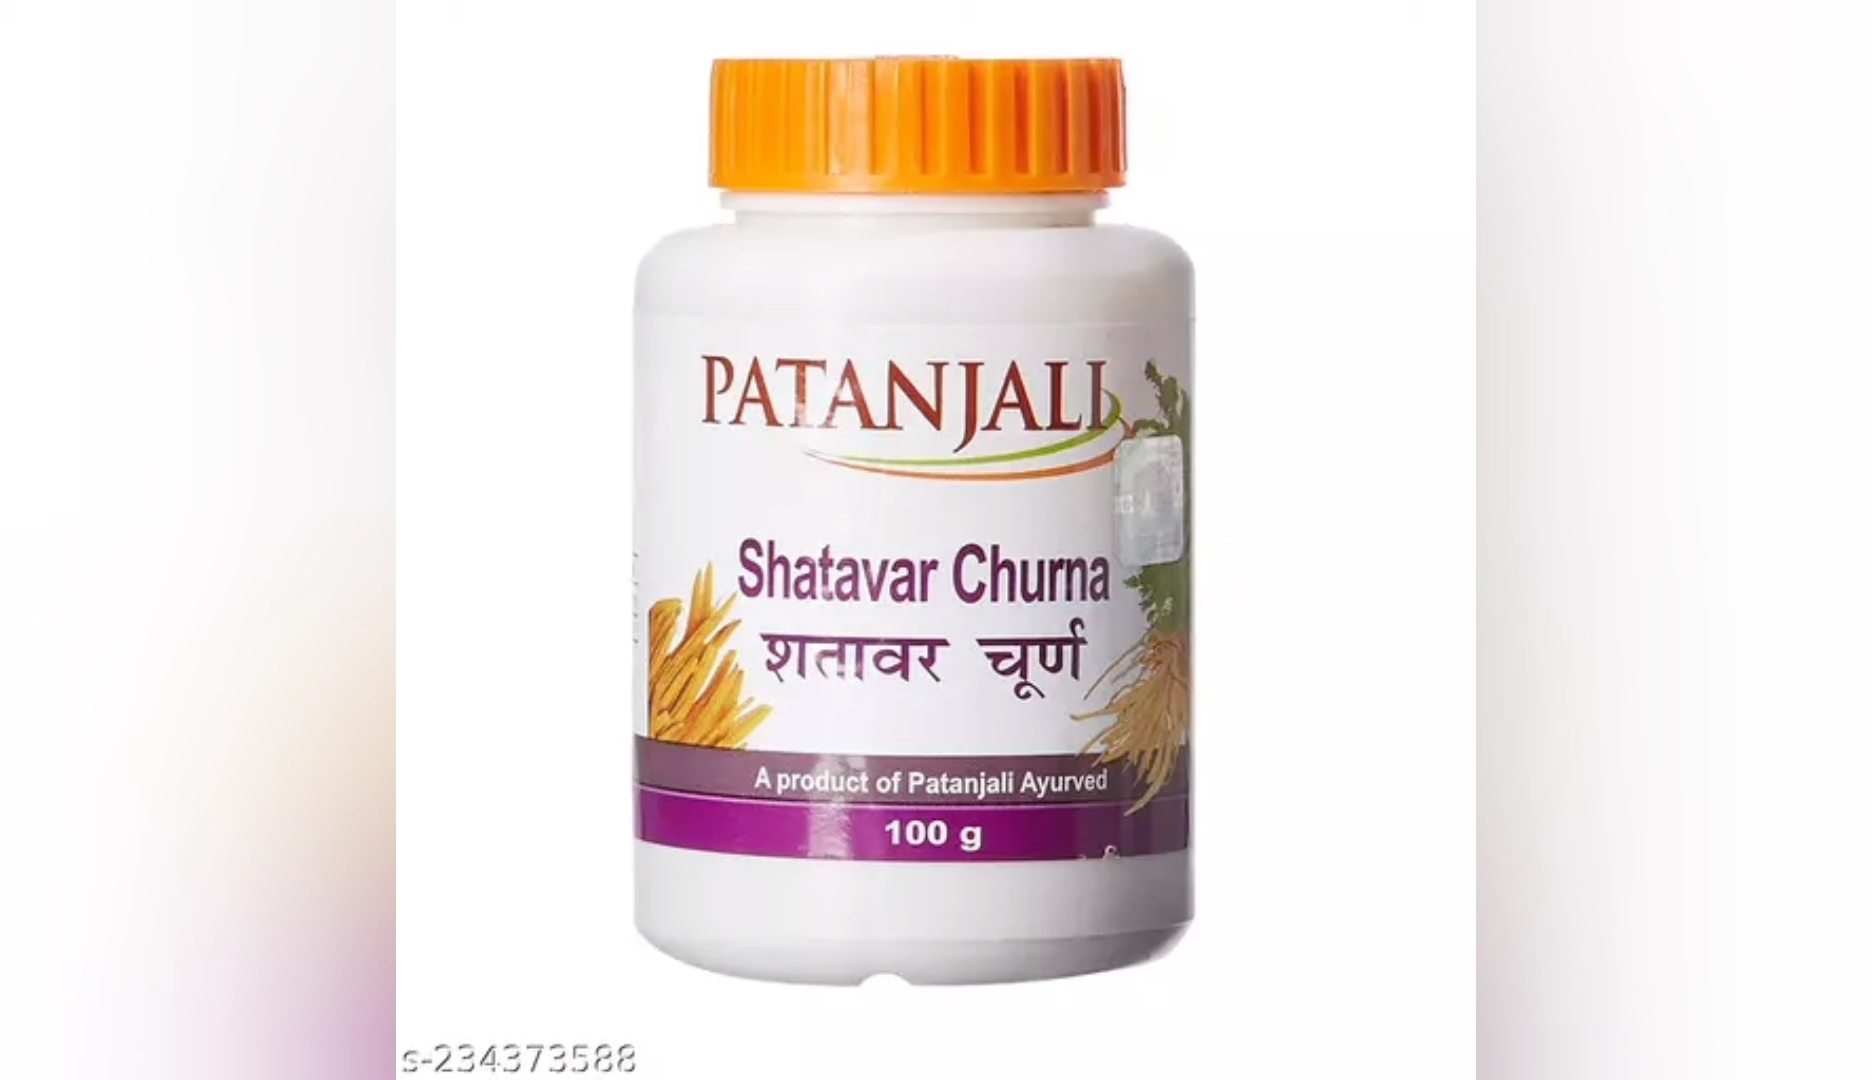 PATANJALI
Shatavar Churna
शतावर चूर्ण
A product of Patanjali Ayurved
100 g
s-234373588